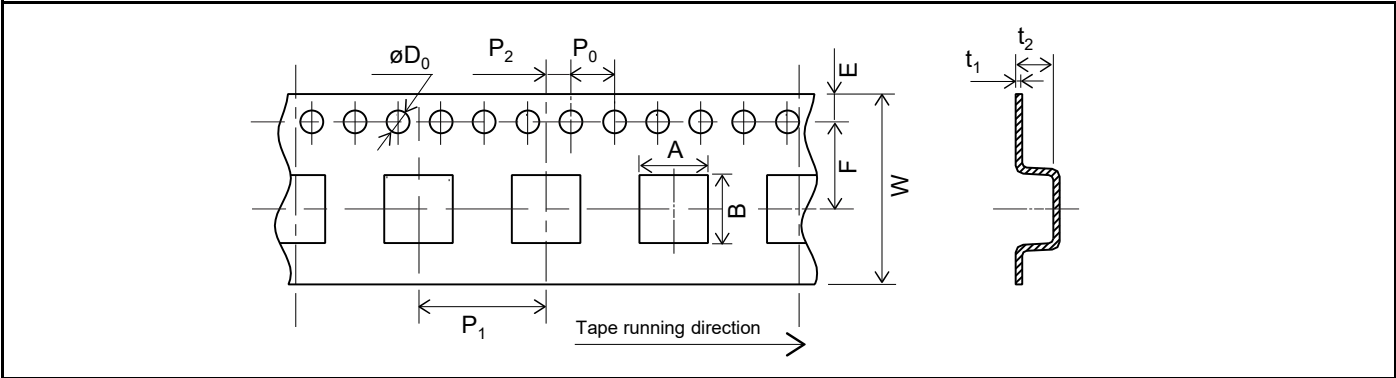 øD0
P2
P0
E
t2
t1
A
F
W
B
P1
Tape running direction